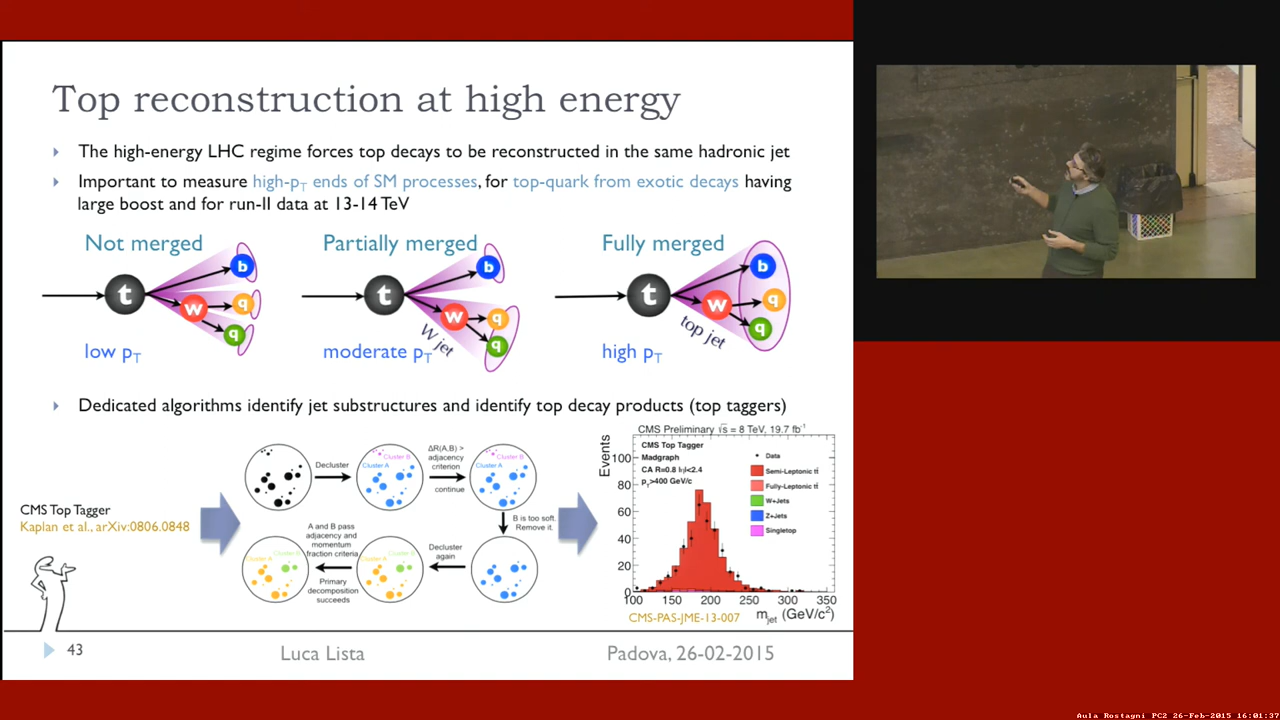 Top reconstruction at high energy
The high-energy LHC regime forces top decays to be reconstructed in the same hadronic jet
Important to measure high-pT ends of SM processes, for top-quark from exotic decays having
large boost and for run-II data at 13-14 TeV
Not merged
Partially merged
Fully merged
t
b
W
q
q
t
b
W
q
q
W jet
t
b
W
q
q
top jet
low pT
moderate pT
high pT
Dedicated algorithms identify jet substructures and identify top decay products (top taggers)
CMS Top Tagger
Kaplan et al., arXiv:0806.0848
Decluster
Cluster A
Cluster B
ΔR(A,B) >
adjacency
criterion
continue
Cluster A
Cluster B
B is too soft.
Remove it.
Decluster
again
Cluster A
A and B pass
adjacency and
momentum
fraction criteria
Primary
decomposition
succeeds
Cluster A
CMS Preliminary √s = 8 TeV, 19.7 fb-1
Events
CMS Top Tagger
Madgraph
CA R=0.8 |y|<2.4
pT>400 GeV/c
Data
Semi-Leptonic tt̄
Fully-Leptonic tt̄
W+Jets
Z+Jets
Singletop
100
80
60
40
20
0
100 150 200 250 300 350
mjet (GeV/c2)
CMS-PAS-JME-13-007
43
Luca Lista
Padova, 26-02-2015
Aula Rostagni PC2 26-Feb-2015 16:01:37